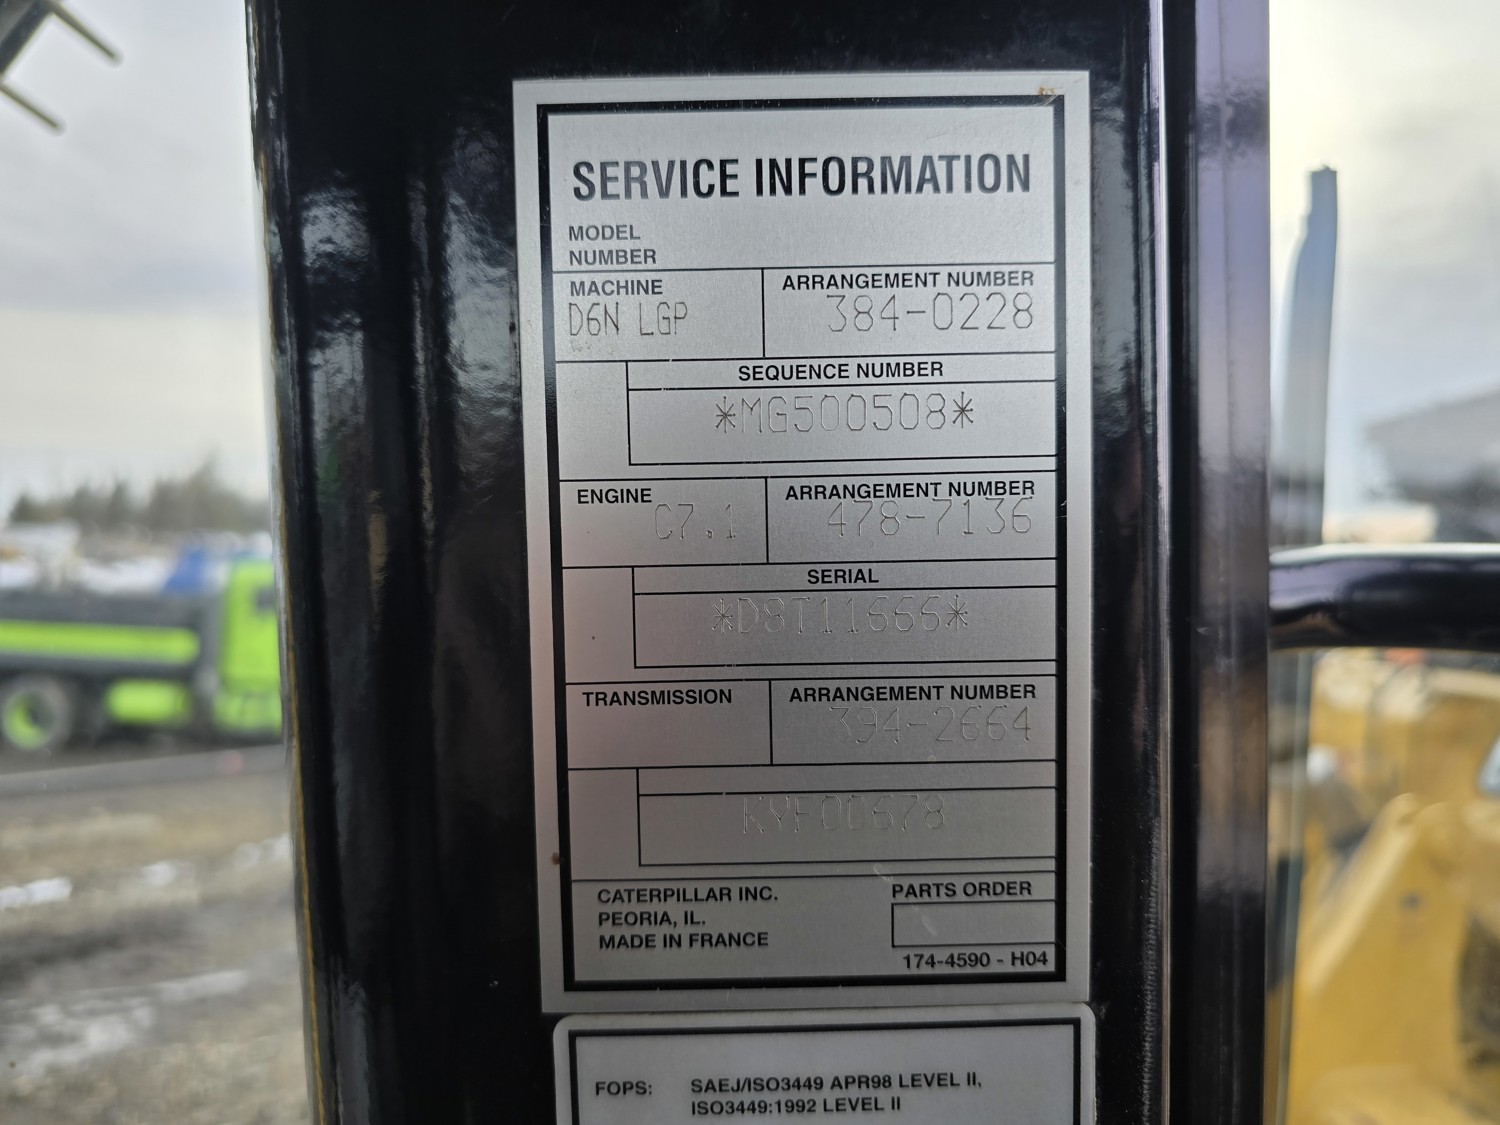 SERVICE INFORMATION
MODEL
NUMBER
MACHINE
ARRANGEMENT NUMBER
D6N LGP
384-0228
SEQUENCE NUMBER
*MG500508*
ENGINE
ARRANGEMENT NUMBER
C7.1
478-7136
SERIAL
*D8T11666*
TRANSMISSION
ARRANGEMENT NUMBER
394-2664
KYF00678
CATERPILLAR INC.
PEORIA, IL.
MADE IN FRANCE
PARTS ORDER
174-4590 - H04
FOPS: SAEJ/ISO3449 APR98 LEVEL II,
ISO3449:1992 LEVEL II